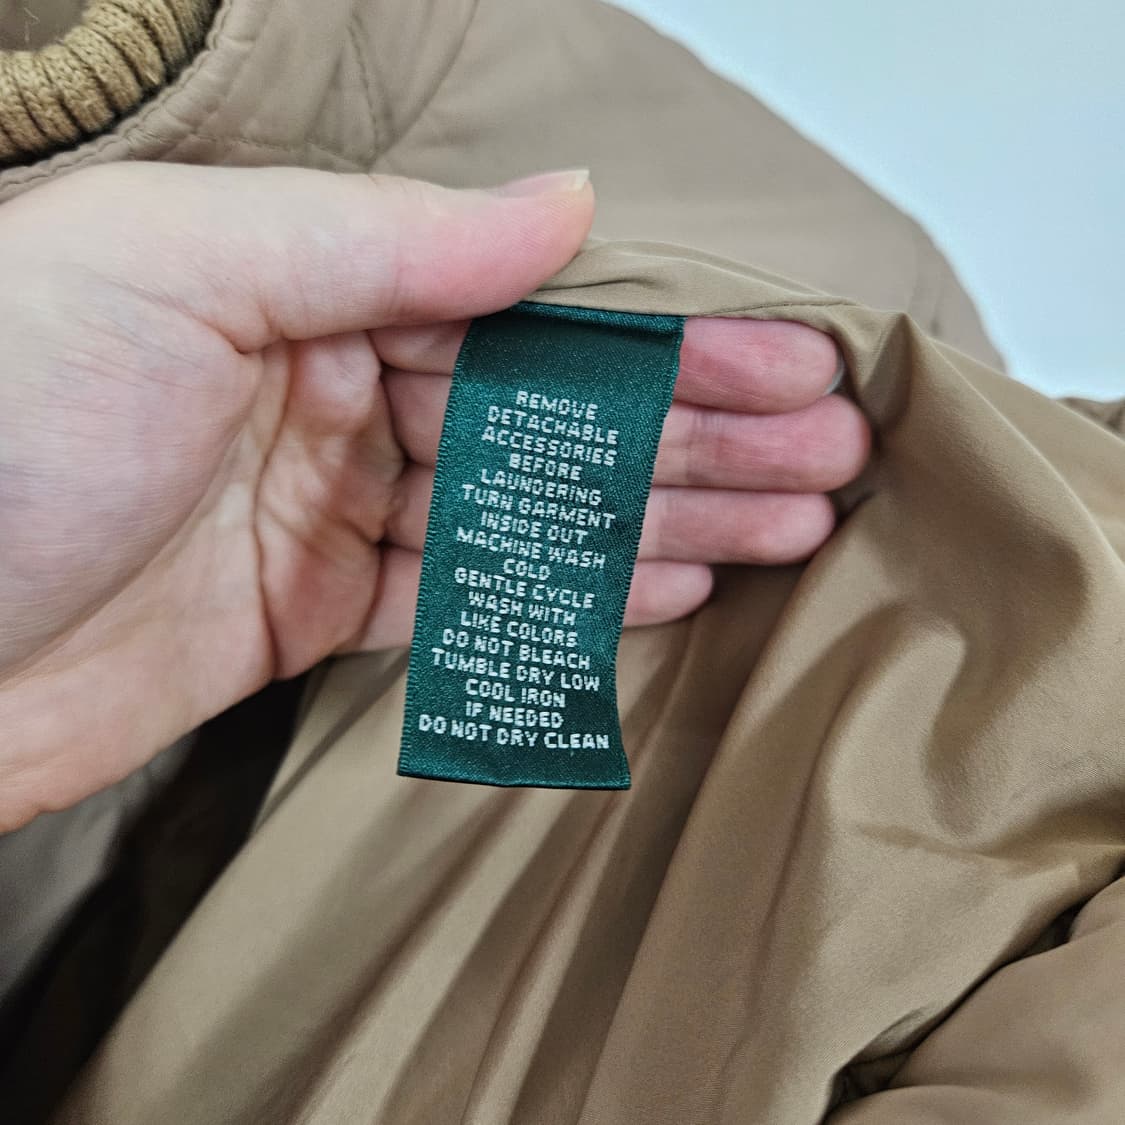 REMOVE
DETACHABLE
ACCESSORIES
BEFORE
LAUNDERING
TURN GARMENT
INSIDE OUT
MACHINE WASH
COLD
GENTLE CYCLE
WASH WITH
LIKE COLORS
DO NOT BLEACH
TUMBLE DRY LOW
COOL IRON
IF NEEDED
DO NOT DRY CLEAN